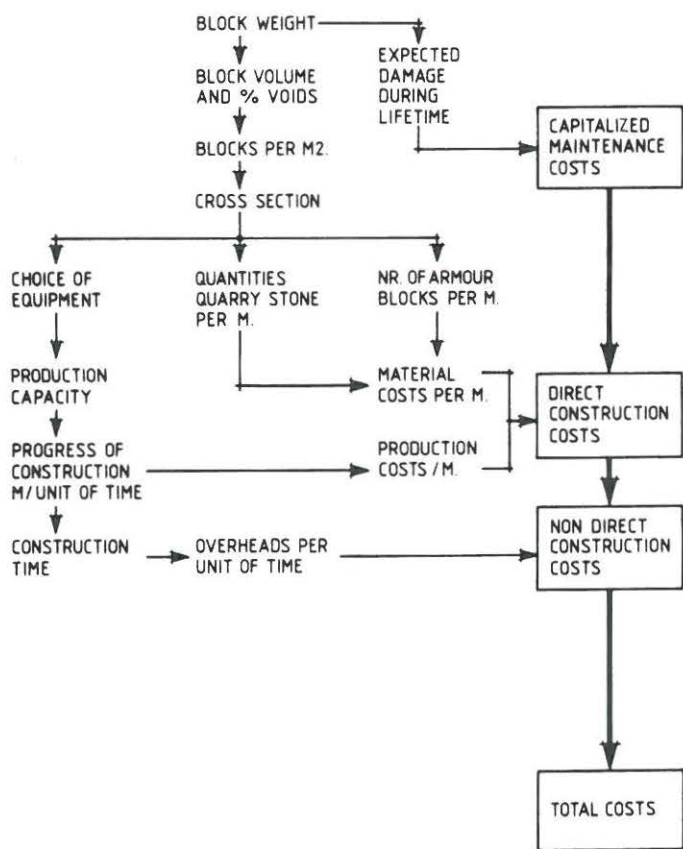 BLOCK WEIGHT
BLOCK VOLUME
AND % VOIDS
EXPECTED
DAMAGE
DURING
LIFETIME
BLOCKS PER M2.
CAPITALIZED
MAINTENANCE
COSTS
CROSS SECTION
CHOICE OF
EQUIPMENT
QUANTITIES
QUARRY STONE
PER M.
NR. OF ARMOUR
BLOCKS PER M.
PRODUCTION
CAPACITY
MATERIAL
COSTS PER M.
DIRECT
CONSTRUCTION
COSTS
PROGRESS OF
CONSTRUCTION
M/UNIT OF TIME
PRODUCTION
COSTS/M.
CONSTRUCTION
TIME
OVERHEADS PER
UNIT OF TIME
NON DIRECT
CONSTRUCTION
COSTS
TOTAL COSTS